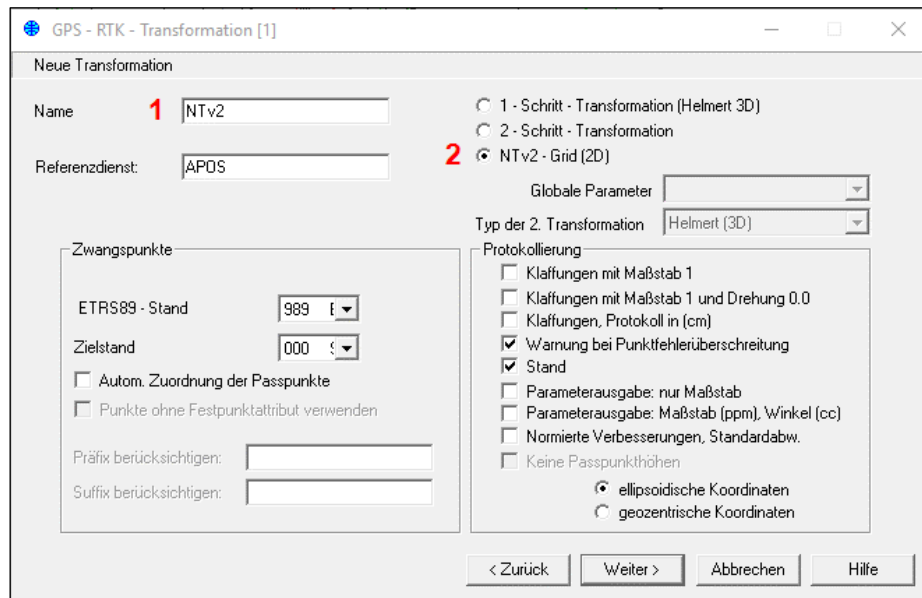 GPS - RTK - Transformation [1]
Neue Transformation
Name 1 NTv2
Referenzdienst: APOS
1 - Schritt - Transformation (Helmert 3D)
2 - Schritt - Transformation
2 NTv2 - Grid (2D)
Globale Parameter
Typ der 2. Transformation Helmert (3D)
Zwangspunkte
ETRS89 - Stand 989
Zielstand 000
Autom. Zuordnung der Passpunkte
Punkte ohne Festpunktattribut verwenden
Präfix berücksichtigen:
Suffix berücksichtigen:
Protokollierung
Klaffungen mit Maßstab 1
Klaffungen mit Maßstab 1 und Drehung 0.0
Klaffungen, Protokoll in (cm)
Warnung bei Punktfehlerüberschreitung
Stand
Parameterausgabe: nur Maßstab
Parameterausgabe: Maßstab (ppm), Winkel (cc)
Normierte Verbesserungen, Standardabw.
Keine Passpunkthöhen
ellipsoidische Koordinaten
geozentrische Koordinaten
< Zurück Weiter > Abbrechen Hilfe